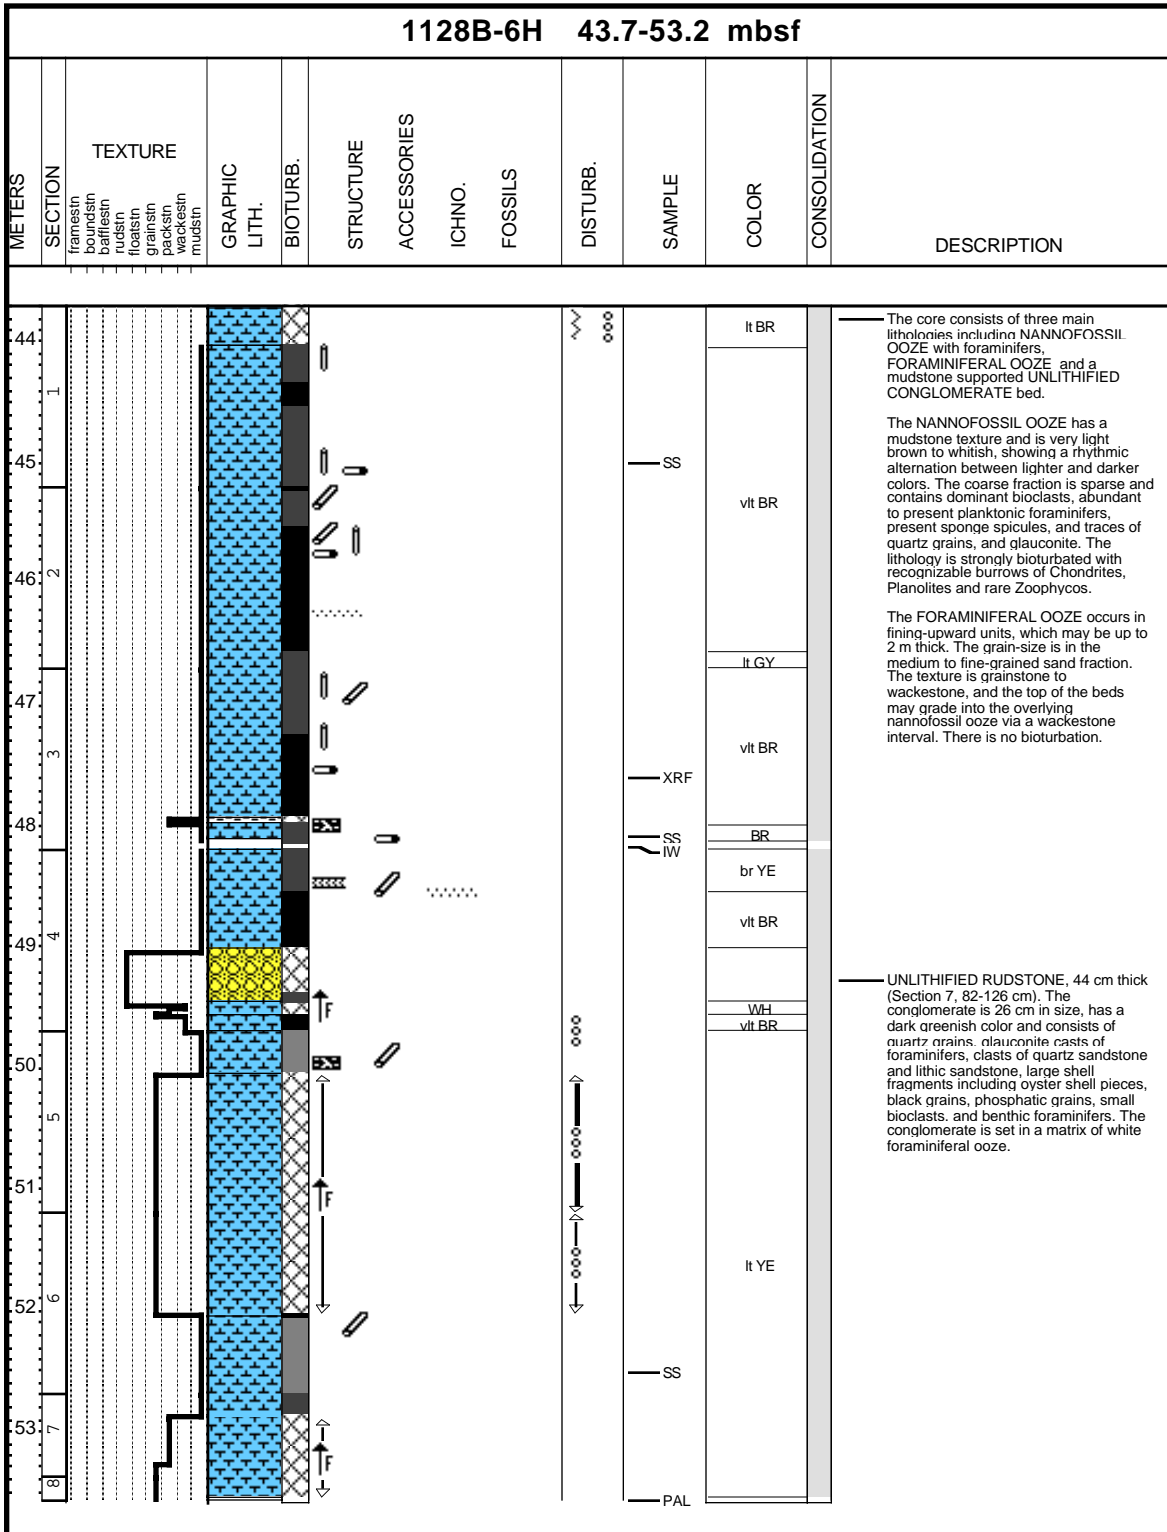 1128B-6H 43.7-53.2 mbsf
METERS
SECTION
TEXTURE
framestn
boundstn
bafflestn
rudstn
floatstn
grainstn
packstn
wackestn
mudstn
GRAPHIC
LITH.
BIOTURB.
STRUCTURE
ACCESSORIES
ICHNO.
FOSSILS
DISTURB.
SAMPLE
COLOR
CONSOLIDATION
DESCRIPTION
44
45
46
47
48
49
50
51
52
53
1
2
3
4
5
6
7
8
F
F
F
SS
XRF
SS
IW
SS
PAL
lt BR
vlt BR
lt GY
vlt BR
BR
br YE
vlt BR
WH
vlt BR
lt YE
The core consists of three main
lithologies including NANNOFOSSIL
OOZE with foraminifers,
FORAMINIFERAL OOZE and a
mudstone supported UNLITHIFIED
CONGLOMERATE bed.
The NANNOFOSSIL OOZE has a
mudstone texture and is very light
brown to whitish, showing a rhythmic
alternation between lighter and darker
colors. The coarse fraction is sparse and
contains dominant bioclasts, abundant
to present planktonic foraminifers,
present sponge spicules, and traces of
quartz grains, and glauconite. The
lithology is strongly bioturbated with
recognizable burrows of Chondrites,
Planolites and rare Zoophycos.
The FORAMINIFERAL OOZE occurs in
fining-upward units, which may be up to
2 m thick. The grain-size is in the
medium to fine-grained sand fraction.
The texture is grainstone to
wackestone, and the top of the beds
may grade into the overlying
nannofossil ooze via a wackestone
interval. There is no bioturbation.
UNLITHIFIED RUDSTONE, 44 cm thick
(Section 7, 82-126 cm). The
conglomerate is 26 cm in size, has a
dark greenish color and consists of
quartz grains, glauconite casts of
foraminifers, clasts of quartz sandstone
and lithic sandstone, large shell
fragments including oyster shell pieces,
black grains, phosphatic grains, small
bioclasts, and benthic foraminifers. The
conglomerate is set in a matrix of white
foraminiferal ooze.